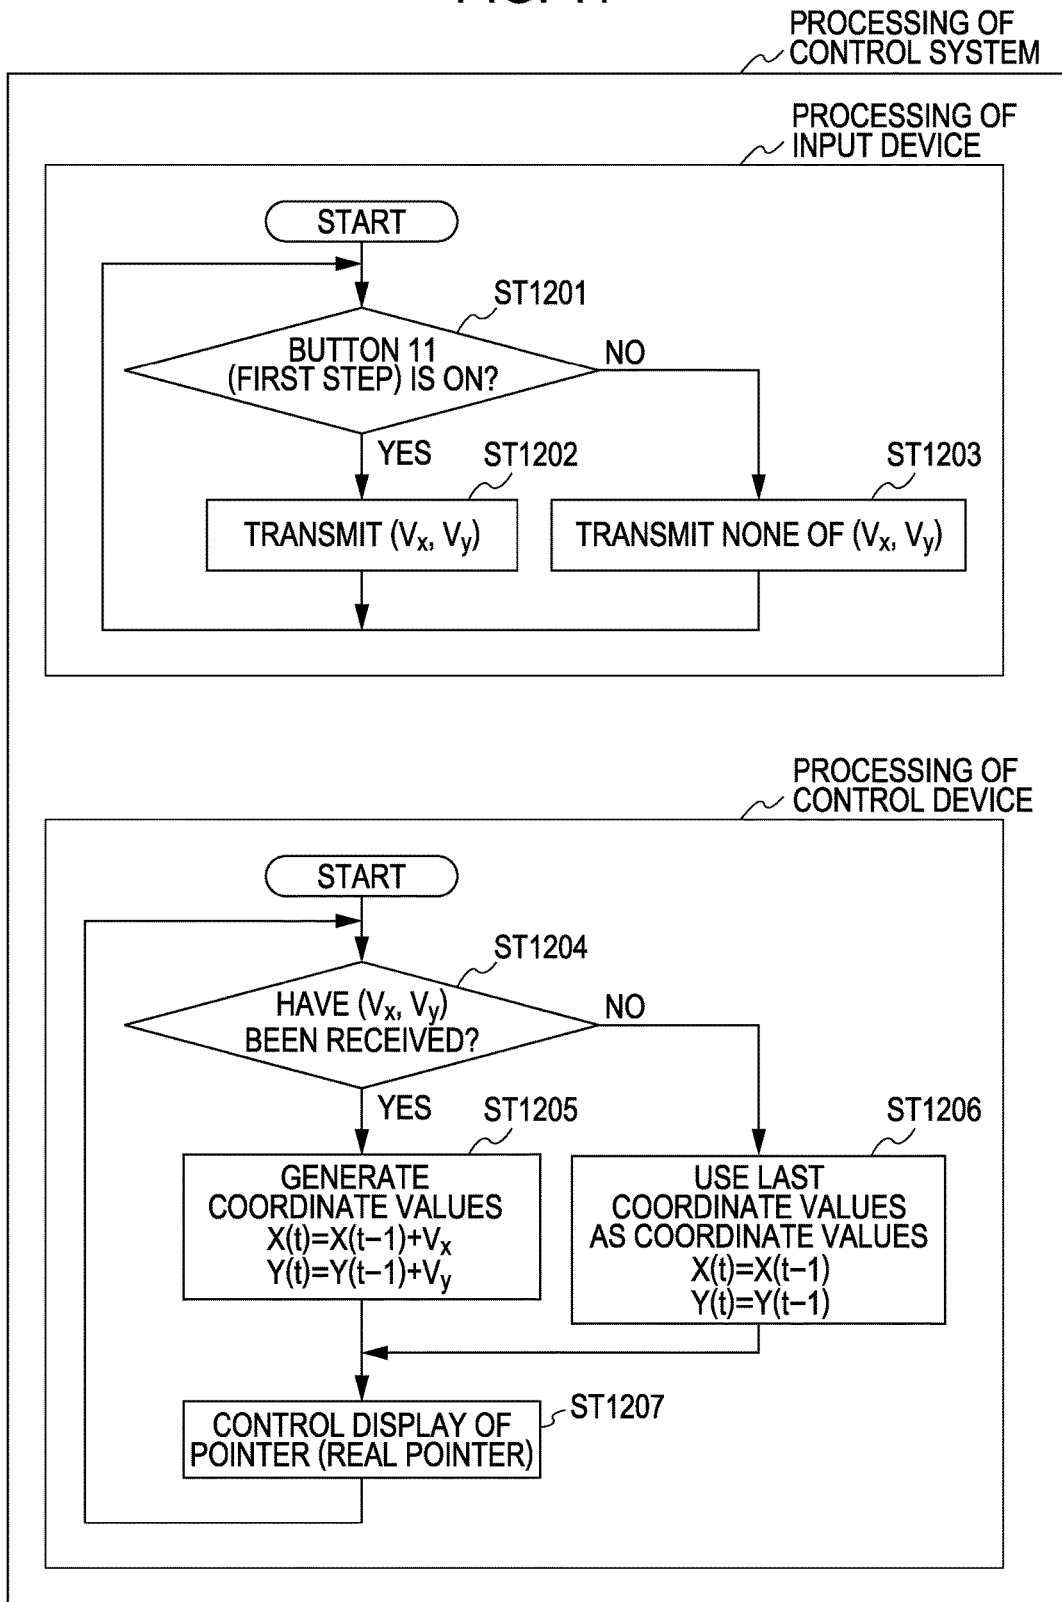 PROCESSING OF
CONTROL SYSTEM
PROCESSING OF
INPUT DEVICE
START
ST1201
BUTTON 11
(FIRST STEP) IS ON?
NO
YES
ST1202
ST1203
TRANSMIT (Vx, Vy)
TRANSMIT NONE OF (Vx, Vy)
PROCESSING OF
CONTROL DEVICE
START
ST1204
HAVE (Vx, Vy)
BEEN RECEIVED?
NO
YES
ST1205
ST1206
GENERATE
COORDINATE VALUES
X(t)=X(t−1)+Vx
Y(t)=Y(t−1)+Vy
USE LAST
COORDINATE VALUES
AS COORDINATE VALUES
X(t)=X(t−1)
Y(t)=Y(t−1)
ST1207
CONTROL DISPLAY OF
POINTER (REAL POINTER)